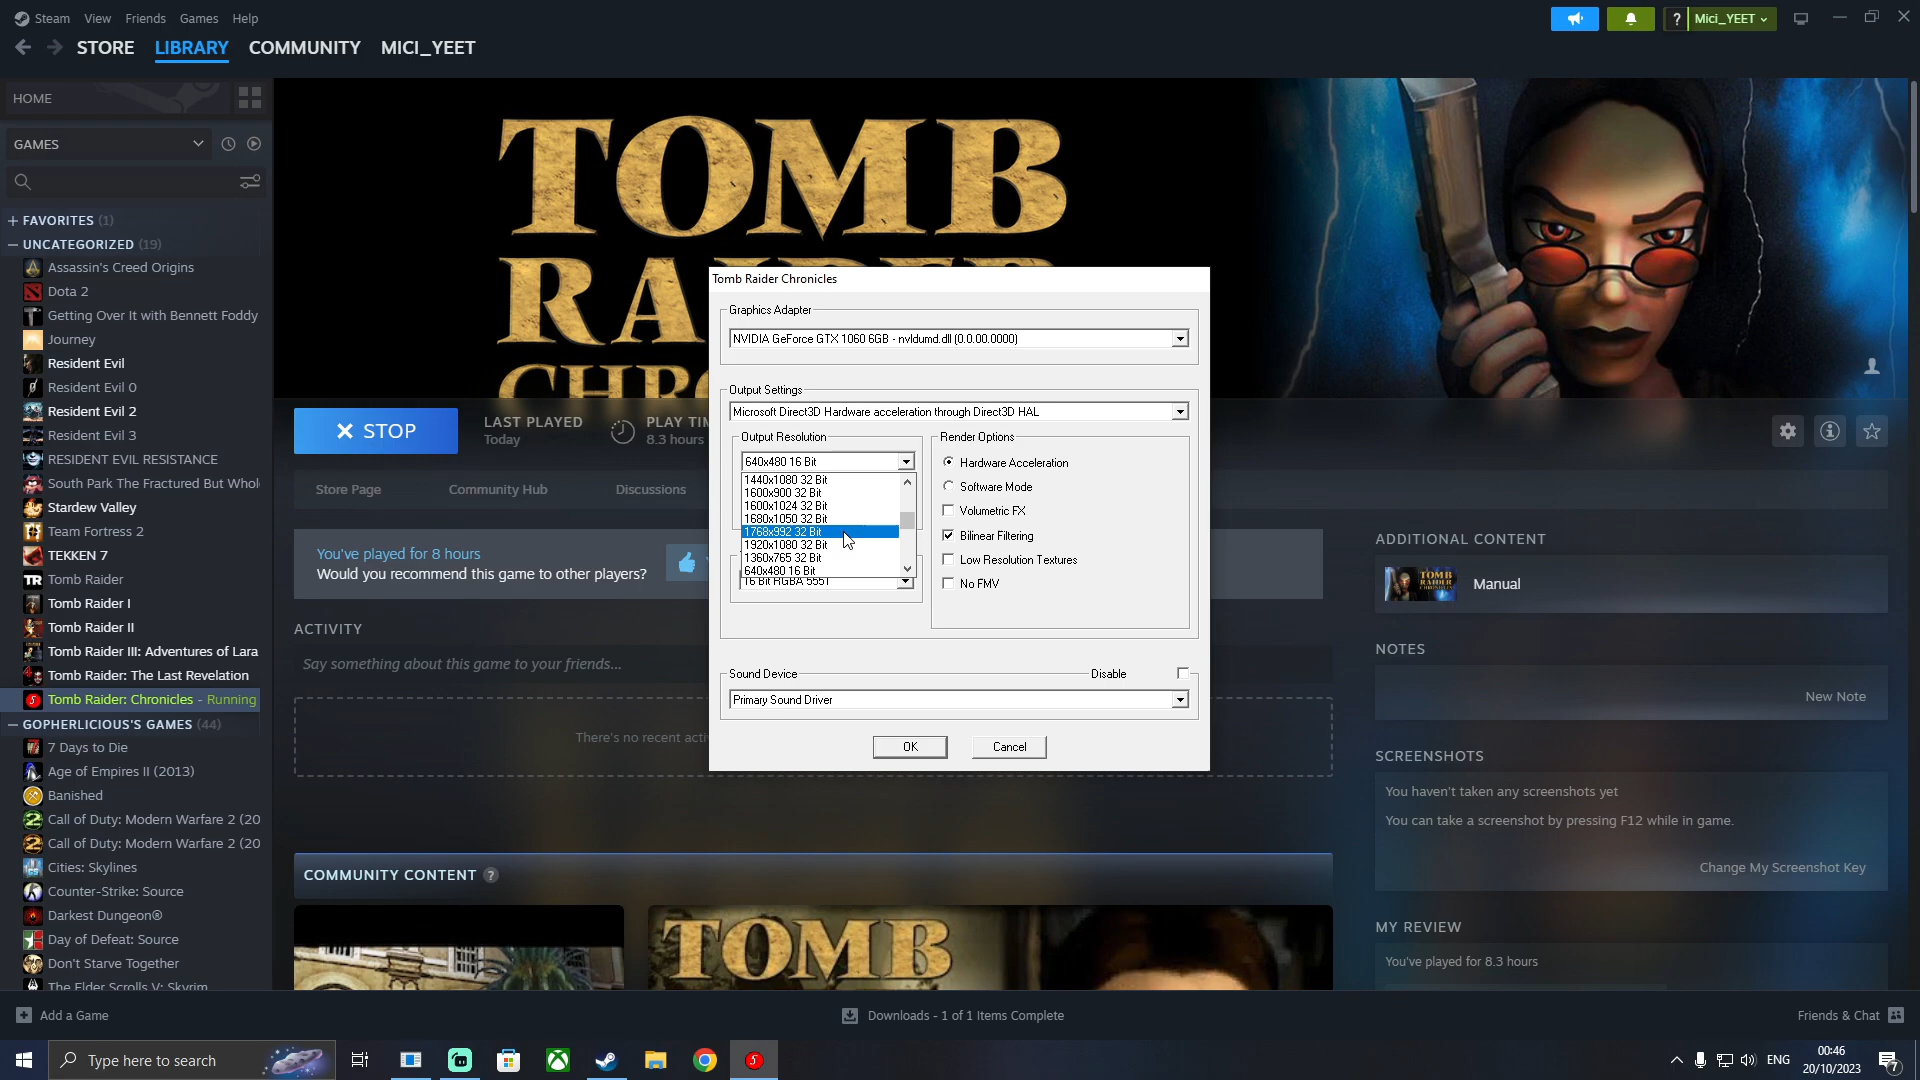 Steam View Friends Games Help
? Mici_YEET
STORE LIBRARY COMMUNITY MICI_YEET
HOME
GAMES
FAVORITES (1)
UNCATEGORIZED (19)
Assassin's Creed Origins
Dota 2
Getting Over It with Bennett Foddy
Journey
Resident Evil
Resident Evil 0
Resident Evil 2
Resident Evil 3
RESIDENT EVIL RESISTANCE
South Park The Fractured But Whol
Stardew Valley
Team Fortress 2
TEKKEN 7
Tomb Raider
Tomb Raider I
Tomb Raider II
Tomb Raider III: Adventures of Lara
Tomb Raider: The Last Revelation
Tomb Raider: Chronicles - Running
GOPHERLICIOUS'S GAMES (44)
7 Days to Die
Age of Empires II (2013)
Banished
Call of Duty: Modern Warfare 2 (20
Call of Duty: Modern Warfare 2 (20
Cities: Skylines
Counter-Strike: Source
Darkest Dungeon®
Day of Defeat: Source
Don't Starve Together
The Elder Scrolls V: Skyrim
TOMB
RA
CHR
STOP
LAST PLAYED
Today
PLAY TI
8.3 hours
Store Page Community Hub Discussions
You've played for 8 hours
Would you recommend this game to other players?
ACTIVITY
Say something about this game to your friends...
There's no recent acti
COMMUNITY CONTENT ?
TOMB
Tomb Raider Chronicles
Graphics Adapter
NVIDIA GeForce GTX 1060 6GB - nvldumd.dll (0.0.00.0000)
Output Settings
Microsoft Direct3D Hardware acceleration through Direct3D HAL
Output Resolution
640x480 16 Bit
1440x1080 32 Bit
1600x900 32 Bit
1600x1024 32 Bit
1680x1050 32 Bit
1768x992 32 Bit
1920x1080 32 Bit
1360x765 32 Bit
640x480 16 Bit
16 Bit RGBA 5551
Render Options
Hardware Acceleration
Software Mode
Volumetric FX
Bilinear Filtering
Low Resolution Textures
No FMV
Sound Device Disable
Primary Sound Driver
OK Cancel
ADDITIONAL CONTENT
Manual
NOTES
New Note
SCREENSHOTS
You haven't taken any screenshots yet
You can take a screenshot by pressing F12 while in game.
Change My Screenshot Key
MY REVIEW
You've played for 8.3 hours
Add a Game
Downloads - 1 of 1 Items Complete
Friends & Chat
Type here to search
ENG
00:46
20/10/2023
7